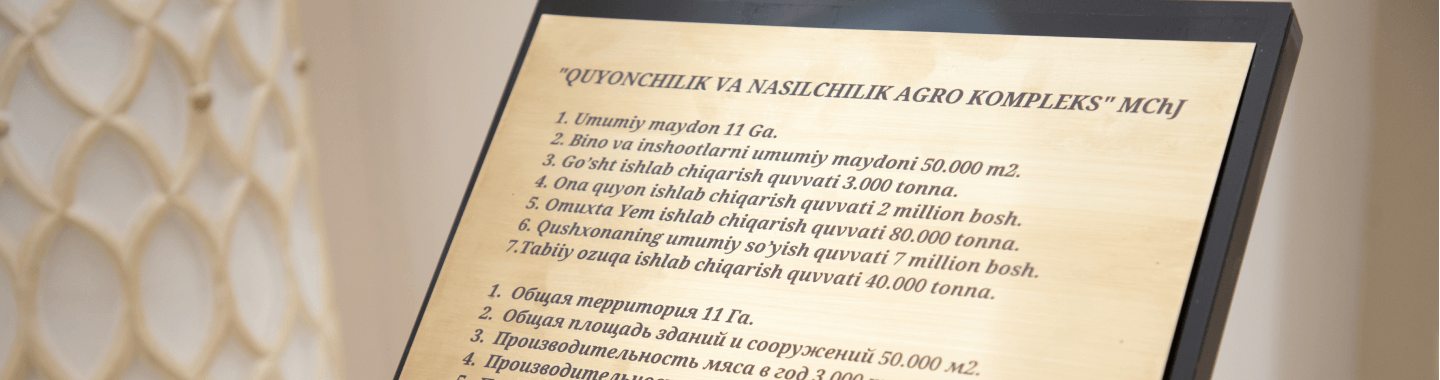 "QUYONCHILIK VA NASILCHILIK AGRO KOMPLEKS" MChJ
1. Umumiy maydon 11 Ga.
2. Bino va inshootlarni umumiy maydoni 50.000 m2.
3. Go'sht ishlab chiqarish quvvati 3.000 tonna.
4. Ona quyon ishlab chiqarish quvvati 2 million bosh.
5. Omuxta Yem ishlab chiqarish quvvati 80.000 tonna.
6. Qushxonaning umumiy so'yish quvvati 7 million bosh.
7.Tabiiy ozuqa ishlab chiqarish quvvati 40.000 tonna.
1. Общая территория 11 Га.
2. Общая площадь зданий и сооружений 50.000 м2.
3. Производительность мяса в год 3.000
4.